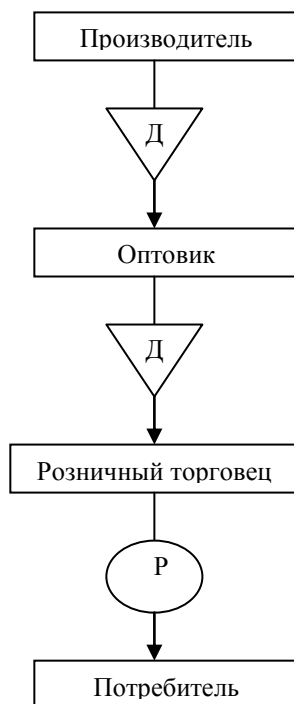 Производитель
Д
Оптовик
Д
Розничный торговец
Р
Потребитель